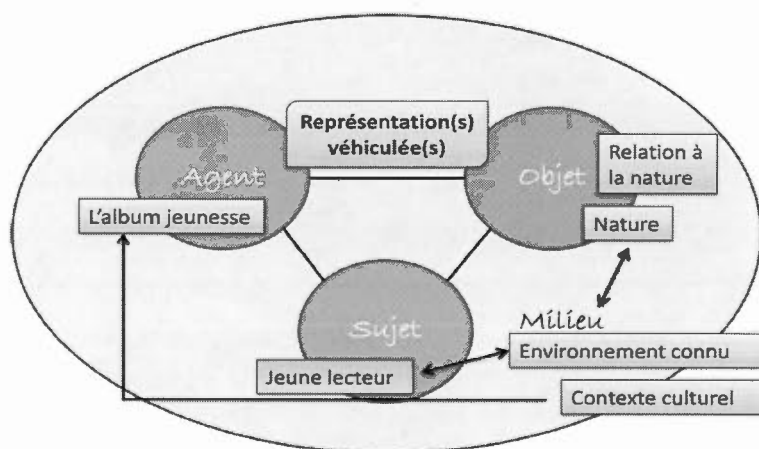 Représentation(s)
véhiculée(s)
Agent
Objet
Relation à
la nature
L'album jeunesse
Nature
Sujet
Milieu
Environnement connu
Jeune lecteur
Contexte culturel